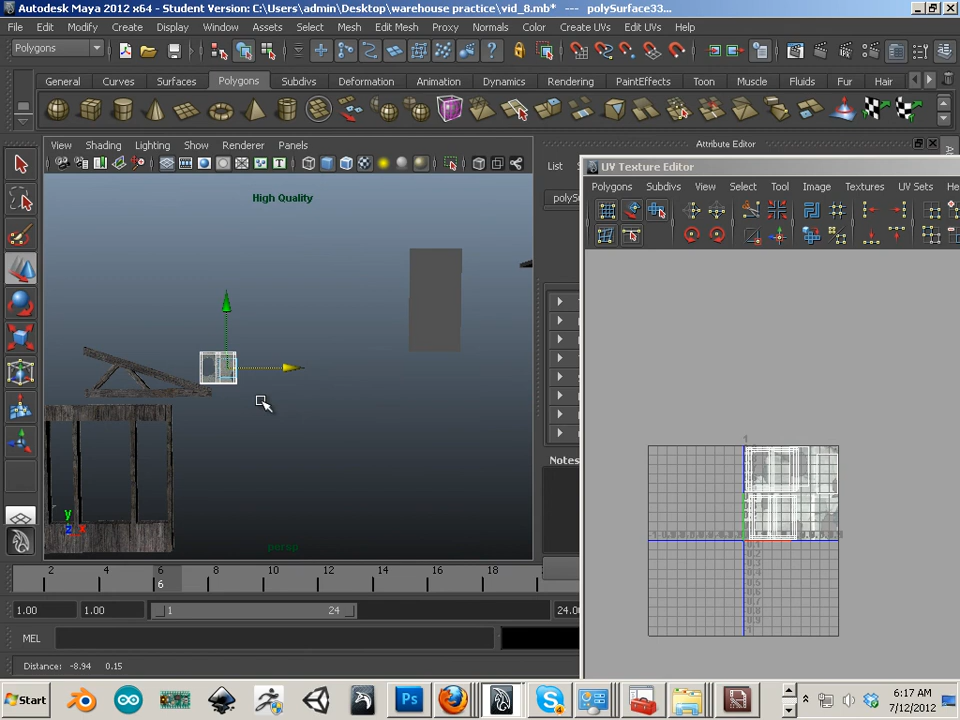 Autodesk Maya 2012 x64 - Student Version: C:\Users\admin\Desktop\warehouse practice\vid_8.mb* --- polySurface33...
File Edit Modify Create Display Window Assets Select Mesh Edit Mesh Proxy Normals Color Create UVs Edit UVs Help
Polygons
General Curves Surfaces Polygons Subdivs Deformation Animation Dynamics Rendering PaintEffects Toon Muscle Fluids Fur Hair
View Shading Lighting Show Renderer Panels
Attribute Editor
List
UV Texture Editor
Polygons Subdivs View Select Tool Image Textures UV Sets He
polyS
High Quality
Notes
y
z x
persp
2 4 6 8 10 12 14 16 18
6
1.00 1.00 1 24 24.00
MEL
Distance: -8.94 0.15
Start
Ps
6:17 AM
7/12/2012